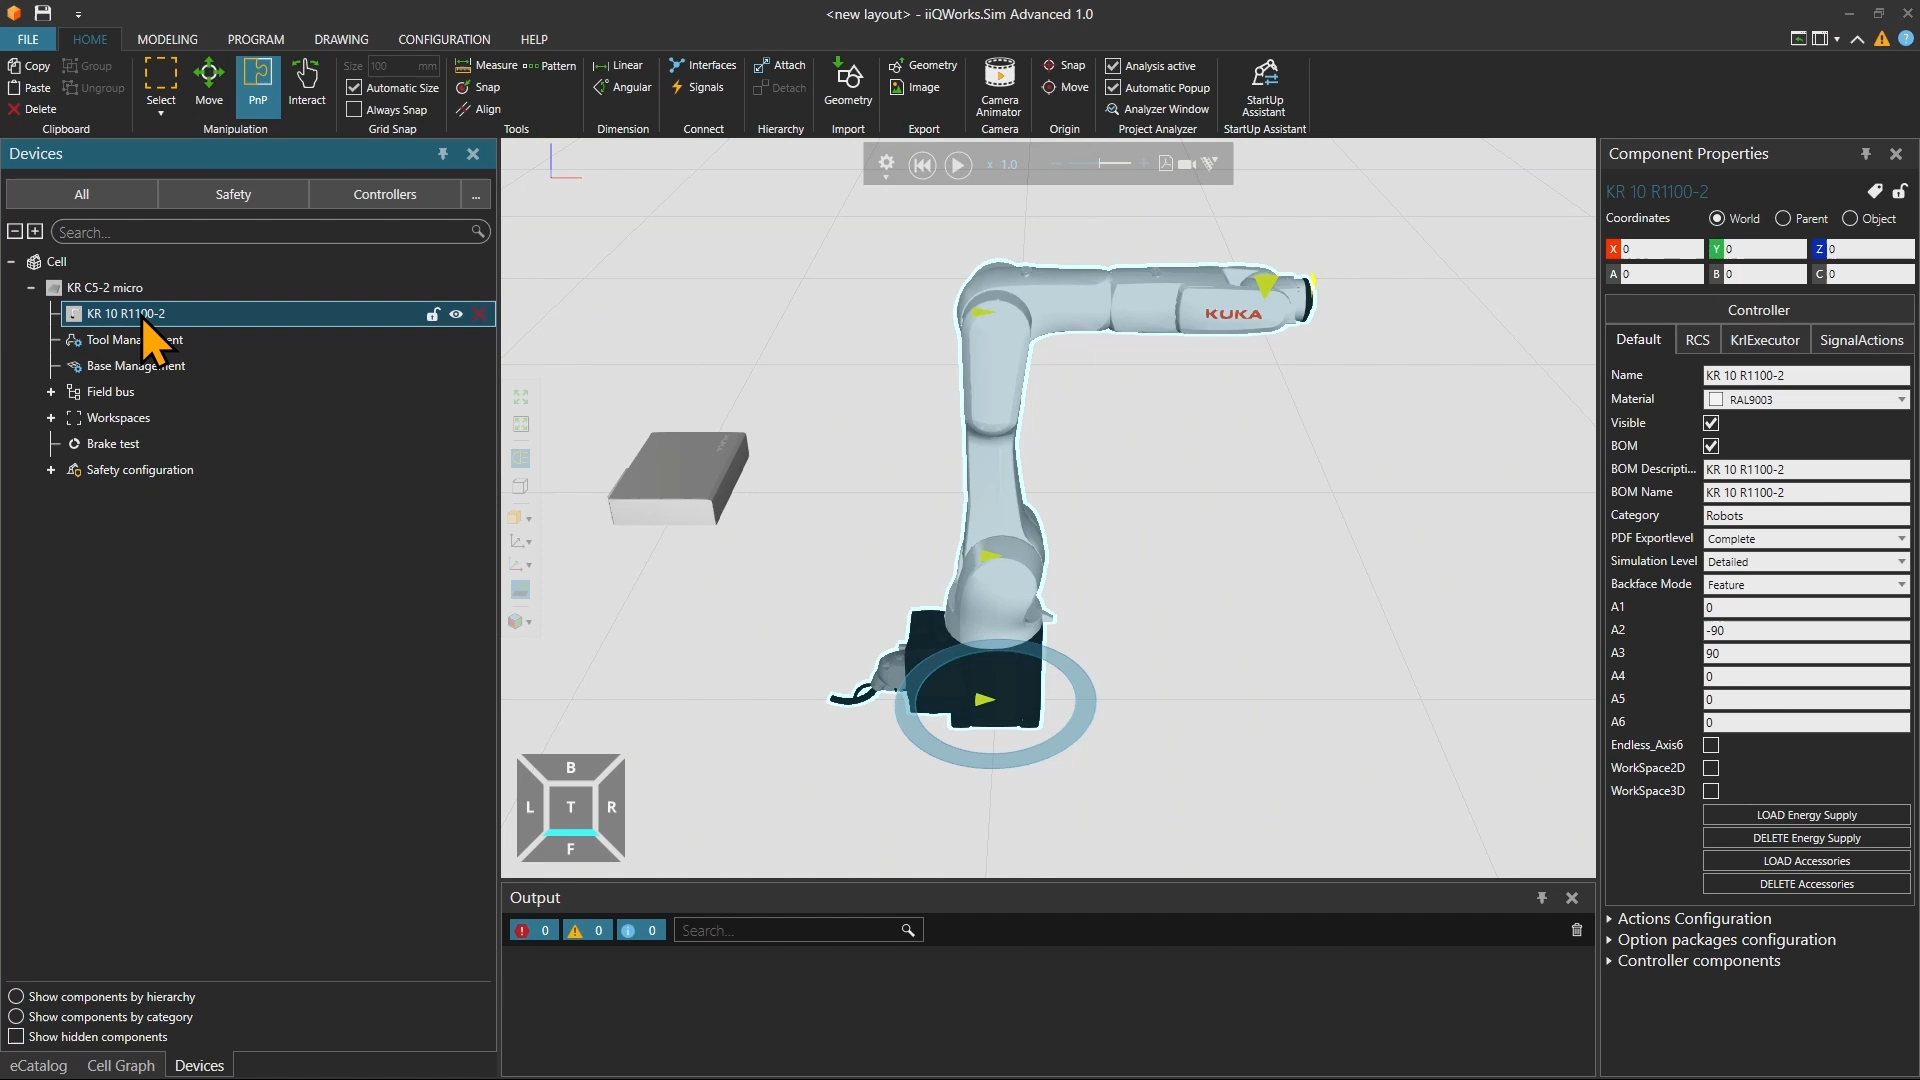 <new layout> - iiQWorks.Sim Advanced 1.0
FILE HOME MODELING PROGRAM DRAWING CONFIGURATION HELP
Copy Group
Paste Ungroup
Delete
Clipboard
Select Move PnP Interact
Manipulation
Size 100 mm
Automatic Size
Always Snap
Grid Snap
Measure Pattern
Snap
Align
Tools
Linear
Angular
Dimension
Interfaces
Signals
Connect
Attach
Detach
Hierarchy
Geometry
Import
Geometry
Image
Export
Camera
Animator
Camera
Snap
Move
Origin
Analysis active
Automatic Popup
Analyzer Window
Project Analyzer
StartUp
Assistant
StartUp Assistant
Devices
All Safety Controllers ...
Search...
Cell
KR C5-2 micro
KR 10 R1100-2
Tool Management
Base Management
Field bus
Workspaces
Brake test
Safety configuration
Show components by hierarchy
Show components by category
Show hidden components
eCatalog Cell Graph Devices
x 1.0
KUKA
B
L T R
F
Output
0 0 0 Search...
Component Properties
KR 10 R1100-2
Coordinates World Parent Object
X 0 Y 0 Z 0
A 0 B 0 C 0
Controller
Default RCS KrlExecutor SignalActions
Name KR 10 R1100-2
Material RAL9003
Visible
BOM
BOM Descripti... KR 10 R1100-2
BOM Name KR 10 R1100-2
Category Robots
PDF Exportlevel Complete
Simulation Level Detailed
Backface Mode Feature
A1 0
A2 -90
A3 90
A4 0
A5 0
A6 0
Endless_Axis6
WorkSpace2D
WorkSpace3D
LOAD Energy Supply
DELETE Energy Supply
LOAD Accessories
DELETE Accessories
Actions Configuration
Option packages configuration
Controller components